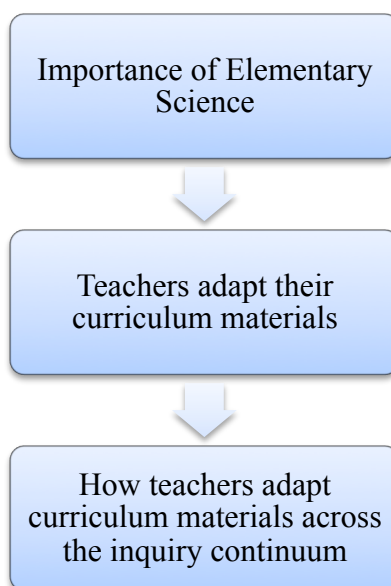 Importance of Elementary
Science
Teachers adapt their
curriculum materials
How teachers adapt
curriculum materials across
the inquiry continuum